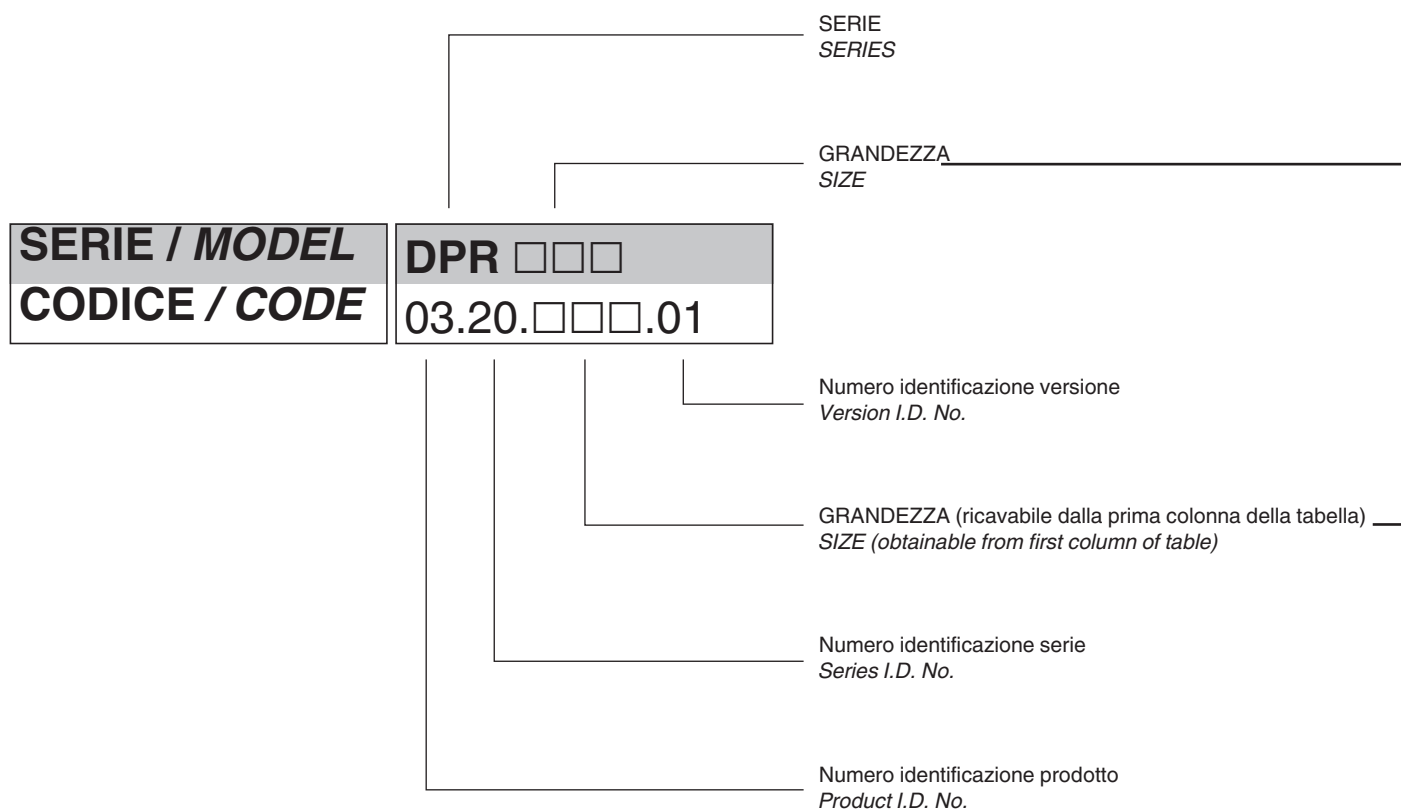 SERIE
SERIES
GRANDEZZA
SIZE
SERIE / MODEL
DPR □□□
CODICE / CODE
03.20.□□□.01
Numero identificazione versione
Version I.D. No.
GRANDEZZA (ricavabile dalla prima colonna della tabella)
SIZE (obtainable from first column of table)
Numero identificazione serie
Series I.D. No.
Numero identificazione prodotto
Product I.D. No.